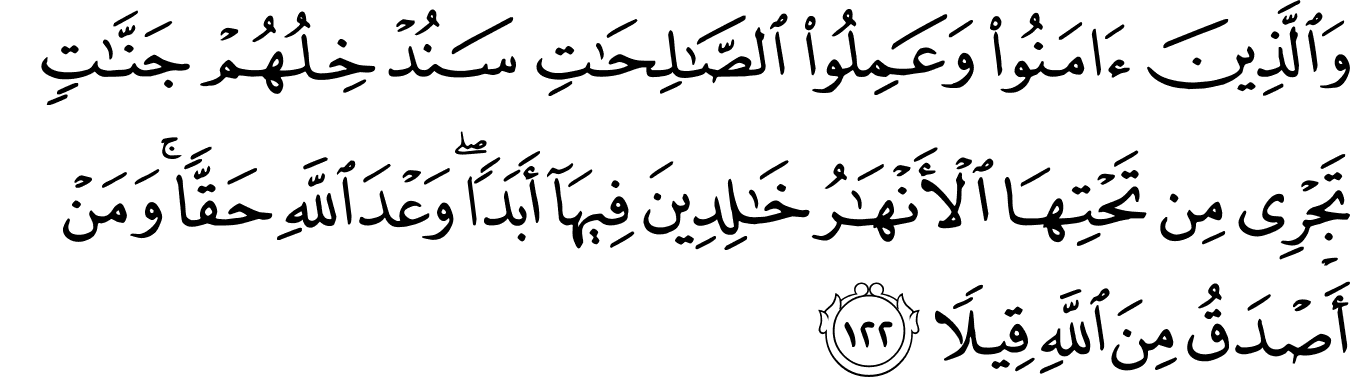 وَٱلَّذِينَ ءَامَنُوا۟ وَعَمِلُوا۟ ٱلصَّـٰلِحَـٰتِ سَنُدْخِلُهُمْ جَنَّـٰتٍ
تَجْرِى مِن تَحْتِهَا ٱلْأَنْهَـٰرُ خَـٰلِدِينَ فِيهَآ أَبَدًا ۖ وَعْدَ ٱللَّهِ حَقًّا ۚ وَمَنْ
أَصْدَقُ مِنَ ٱللَّهِ قِيلًا ١٢٢